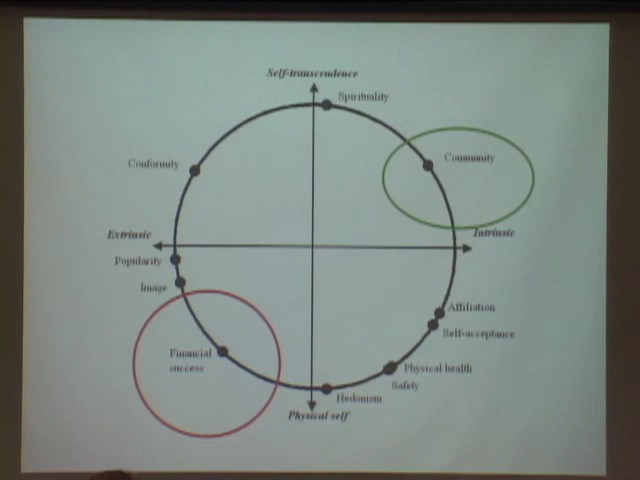 Self-transcendence
Spirituality
Conformity
Community
Extrinsic
Intrinsic
Popularity
Image
Affiliation
Self-acceptance
Financial
success
Physical health
Safety
Hedonism
Physical self